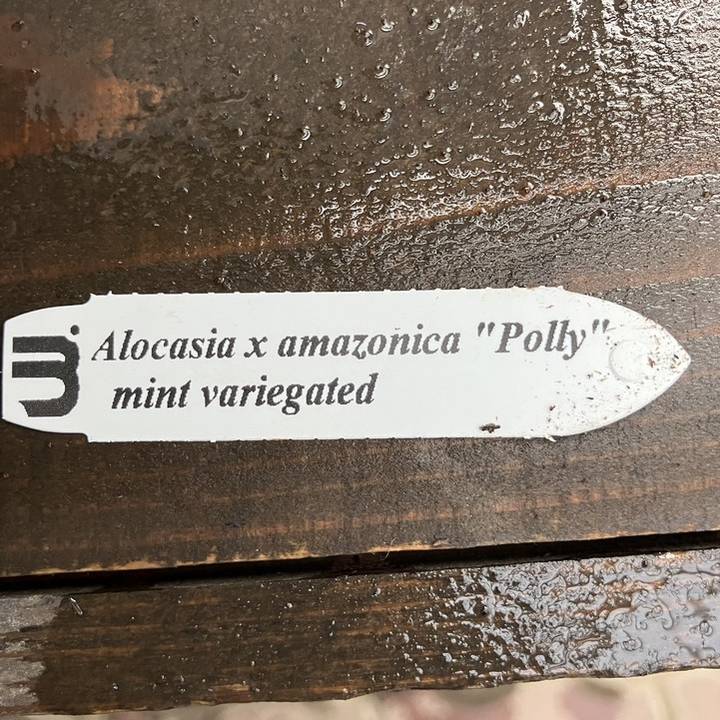 Alocasia x amazonica "Polly"
mint variegated